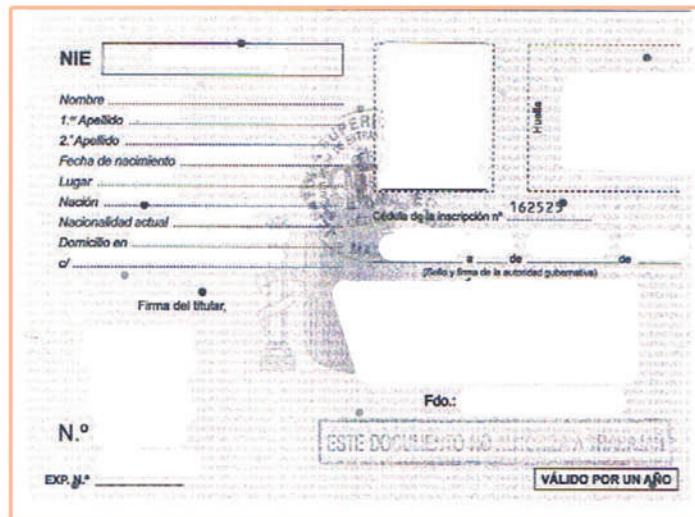 NIE
Nombre
1.er Apellido
2.º Apellido
Fecha de nacimiento
Lugar
Nación
Nacionalidad actual
Domicilio en
c/
Firma del titular,
N.º
EXP. N.º
Huella
Cédula de la inscripción nº 162525
a de de
(Sello y firma de la autoridad gubernativa)
Fdo.:
ESTE DOCUMENTO NO A
VÁLIDO POR UN AÑO